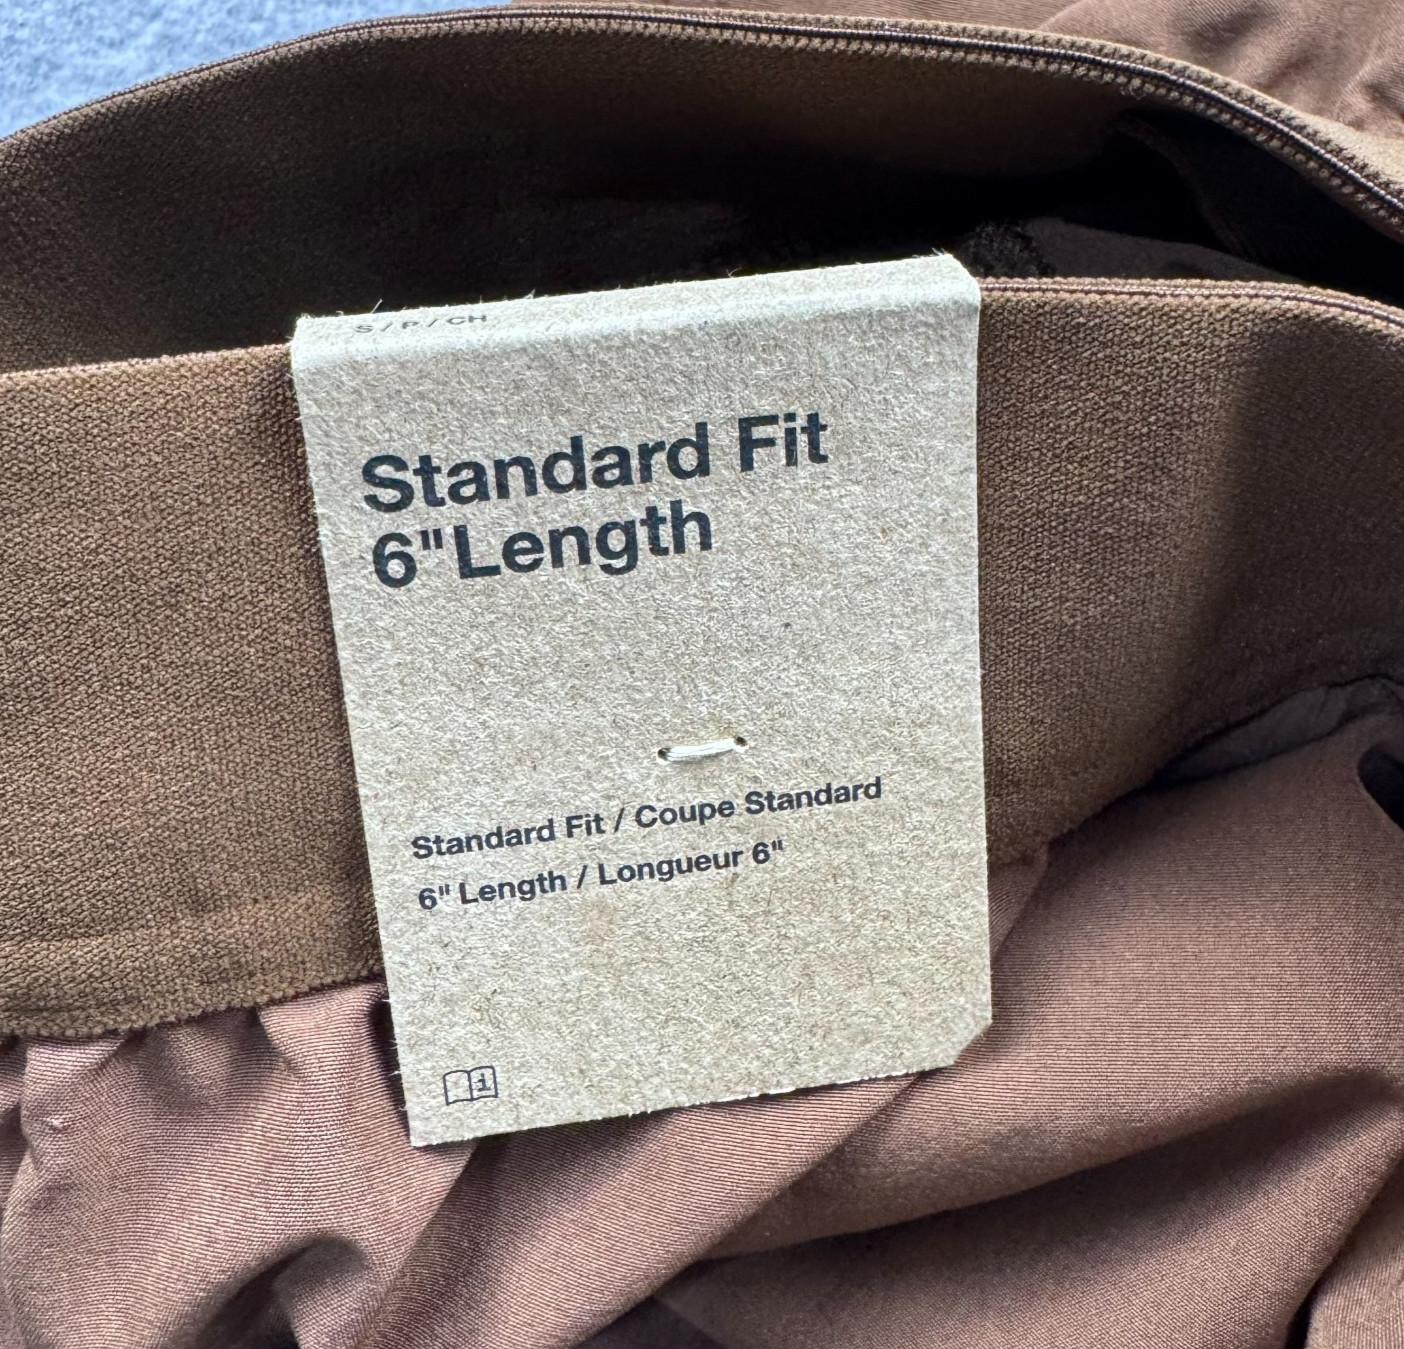 S/P/CH
Standard Fit
6"Length
Standard Fit / Coupe Standard
6" Length / Longueur 6"
i